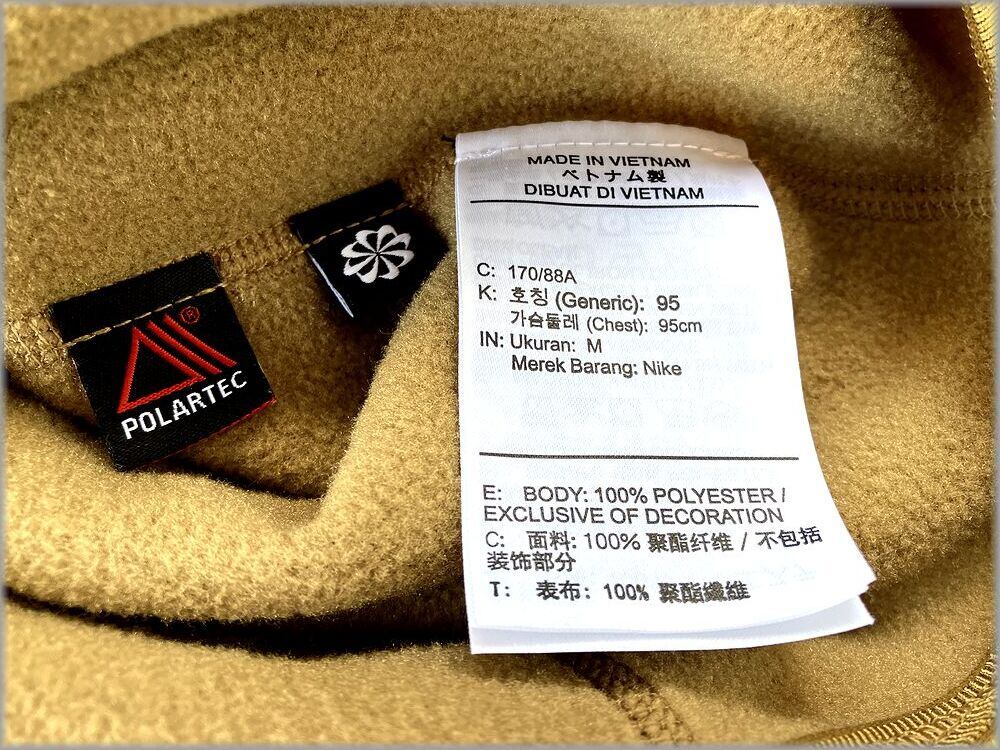 POLARTEC
®
MADE IN VIETNAM
ベトナム製
DIBUAT DI VIETNAM
C: 170/88A
K: 호칭 (Generic): 95
가슴둘레 (Chest): 95cm
IN: Ukuran: M
Merek Barang: Nike
E: BODY: 100% POLYESTER /
EXCLUSIVE OF DECORATION
C: 面料: 100% 聚酯纤维 / 不包括
装饰部分
T: 表布: 100% 聚酯纖維